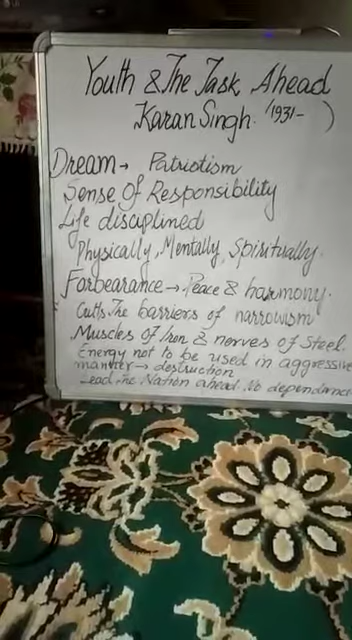 Youth & The Task Ahead
Karan Singh (1931- )
Dream → Patriotism
Sense of Responsibility
Life disciplined
Physically, Mentally, Spiritually.
Forbearance → Peace & harmony.
Cutts The barriers of narrowism
Muscles of Iron & nerves of Steel.
Energy not to be used in aggressive
manner → destruction
Lead the Nation ahead, No dependance